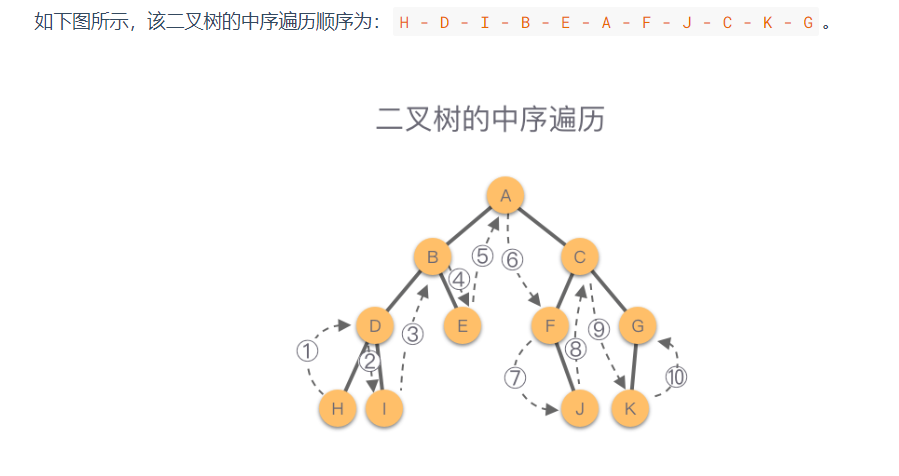 如下图所示，该二叉树的中序遍历顺序为：H - D - I - B - E - A - F - J - C - K - G。
二叉树的中序遍历
A
B ⑤ ⑥ C
④
D ③ E F ⑨ G
① ② ⑧
⑦ ⑩
H I J K